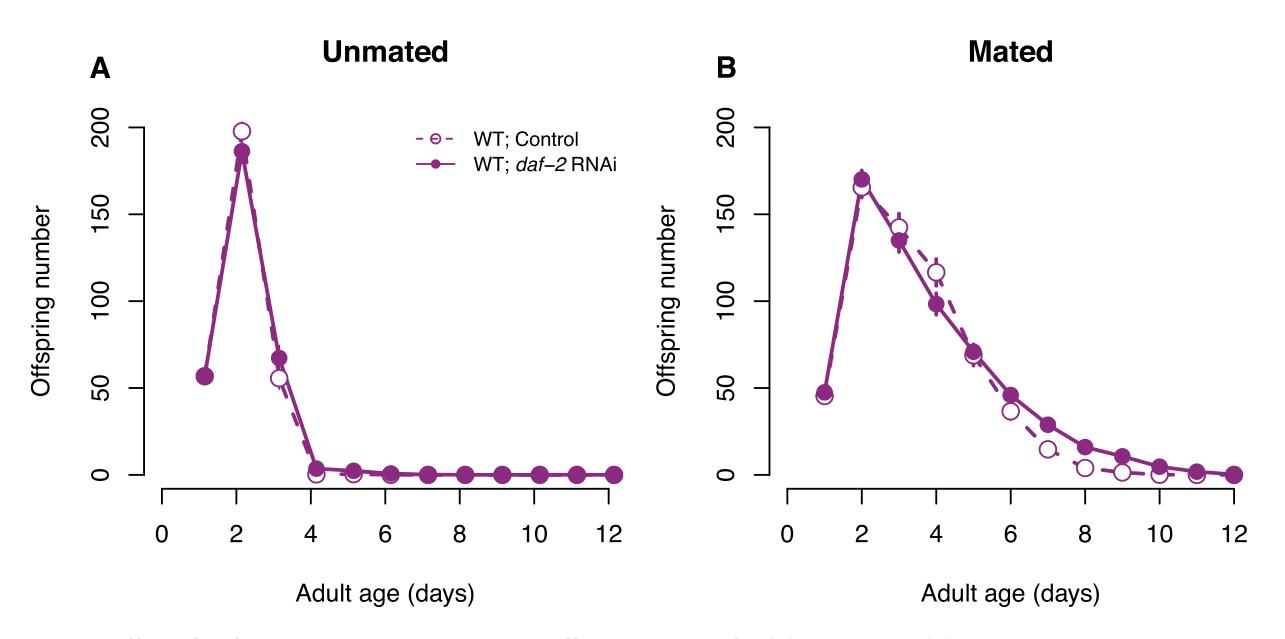 A
Unmated
WT; Control
WT; daf−2 RNAi
200
150
100
50
0
Offspring number
0 2 4 6 8 10 12
Adult age (days)
B
Mated
200
150
100
50
0
Offspring number
0 2 4 6 8 10 12
Adult age (days)